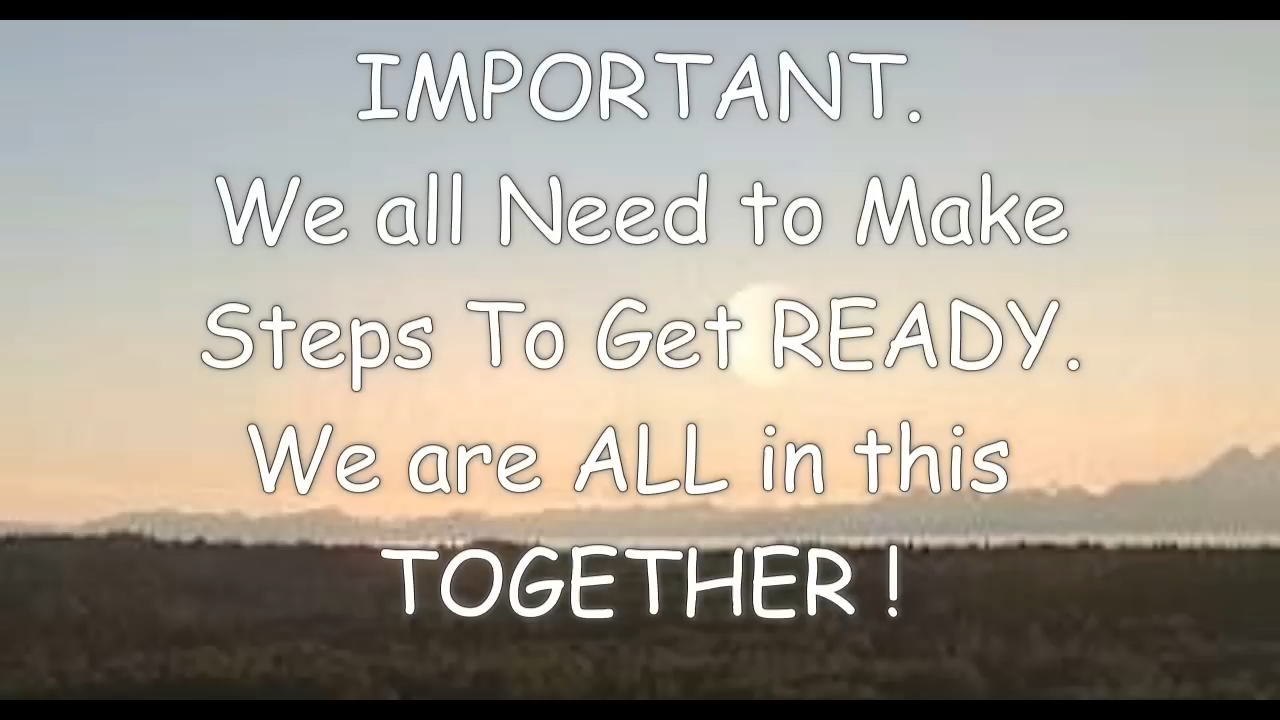 IMPORTANT.
We all Need to Make
Steps To Get READY.
We are ALL in this
TOGETHER !